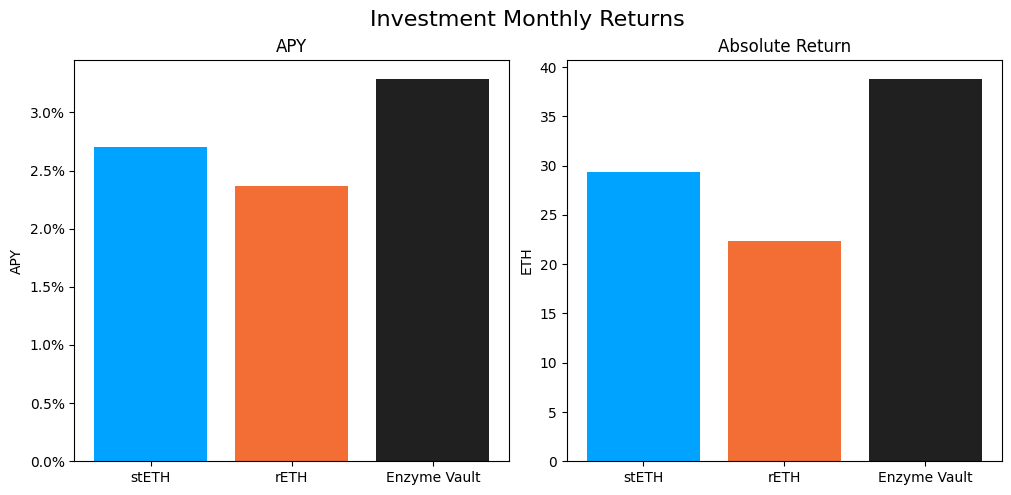 Investment Monthly Returns
APY
3.0%
2.5%
2.0%
1.5%
1.0%
0.5%
0.0%
APY
stETH
rETH
Enzyme Vault
Absolute Return
40
35
30
25
20
15
10
5
0
ETH
stETH
rETH
Enzyme Vault